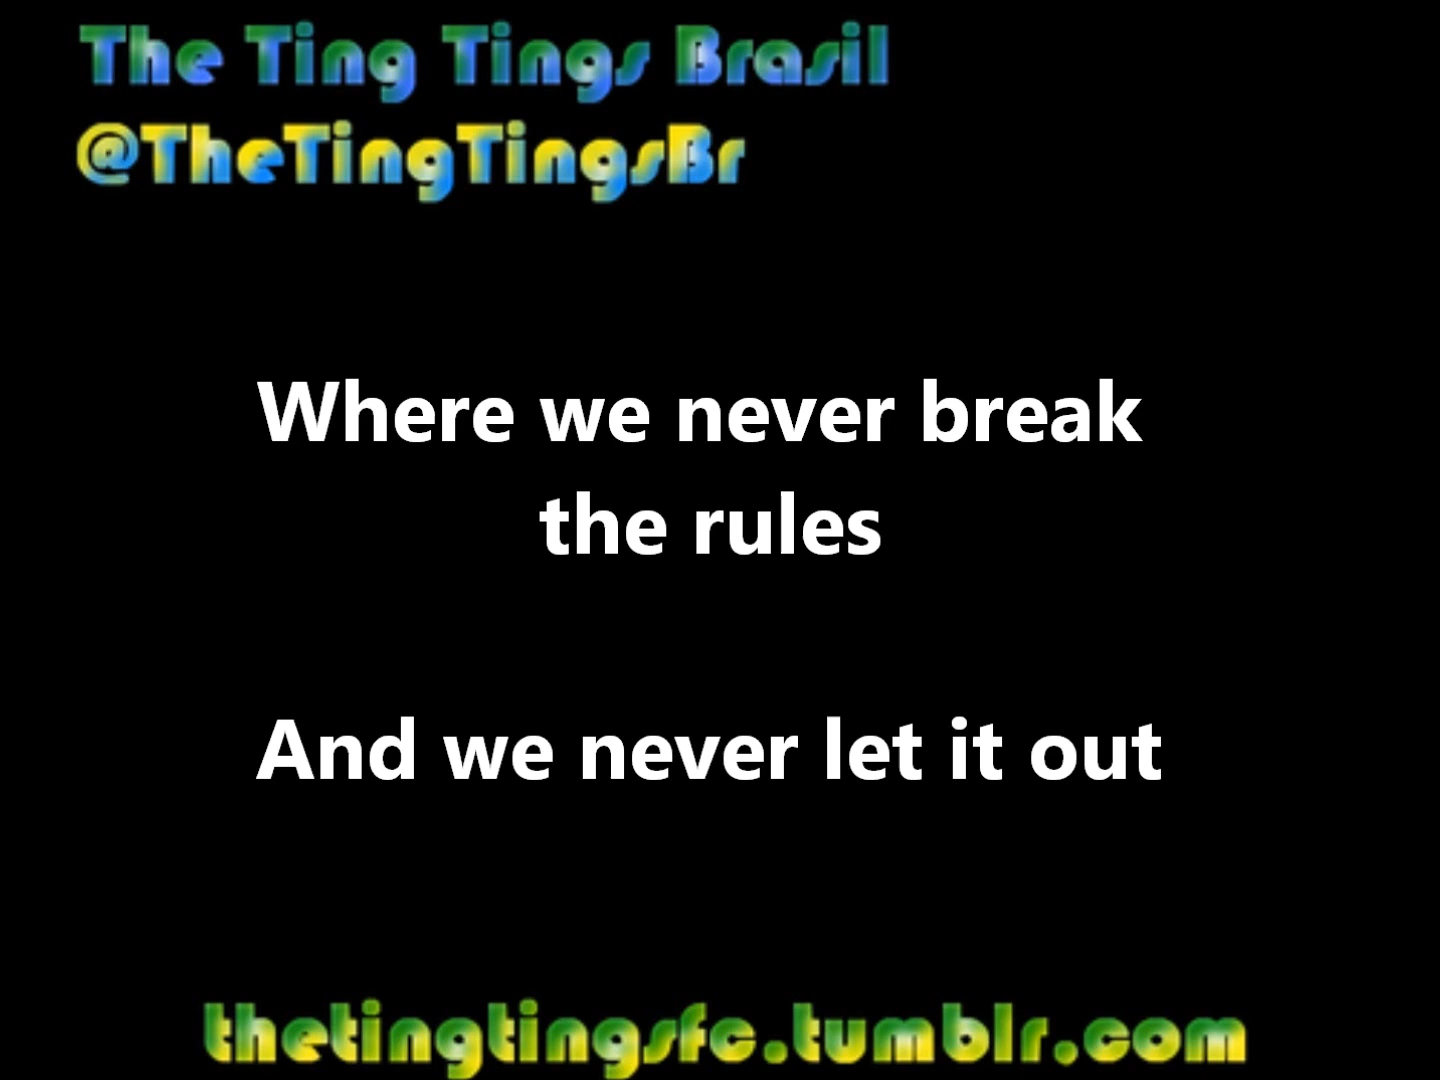 The Ting Tings Brasil
@TheTingTingsBr
Where we never break
the rules
And we never let it out
thetingtingsfc.tumblr.com